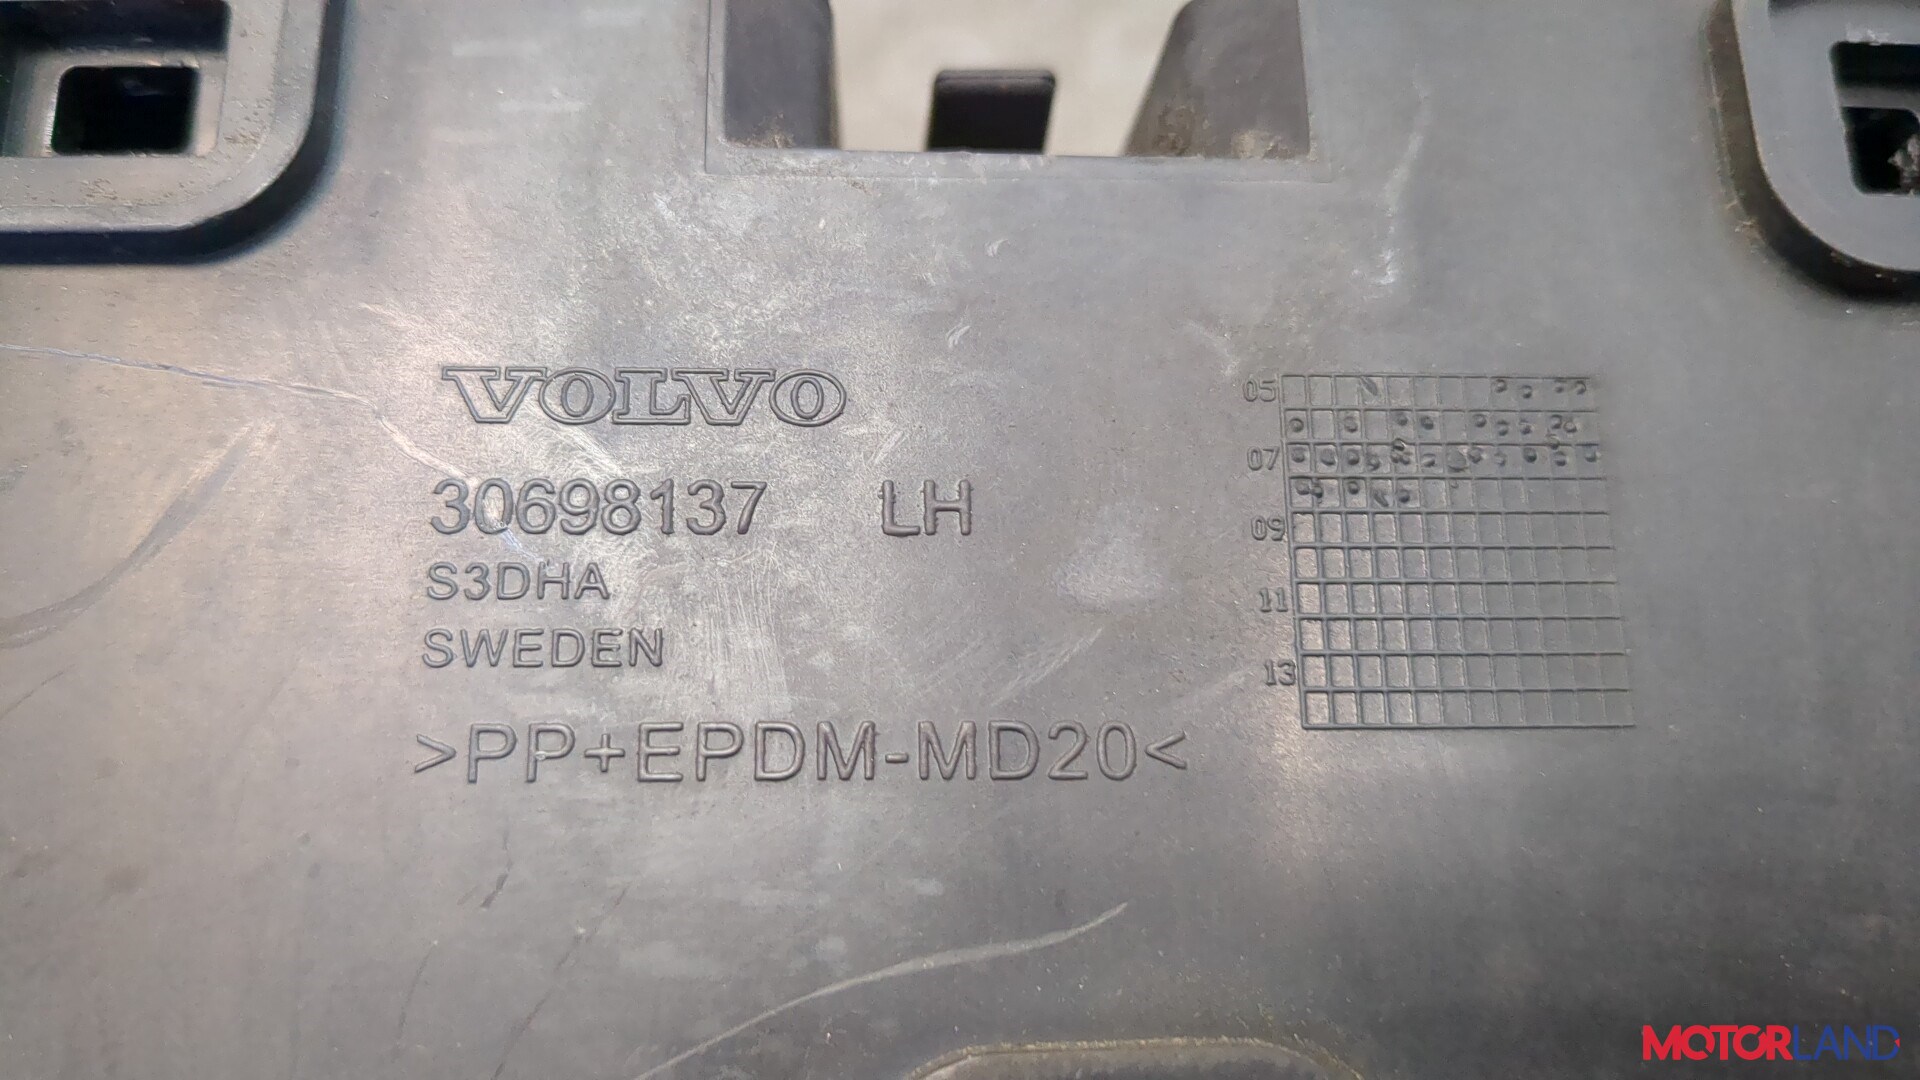 VOLVO
30698137 LH
S3DHA
SWEDEN
>PP+EPDM-MD20<
05
07
09
11
13
MOTORLAND